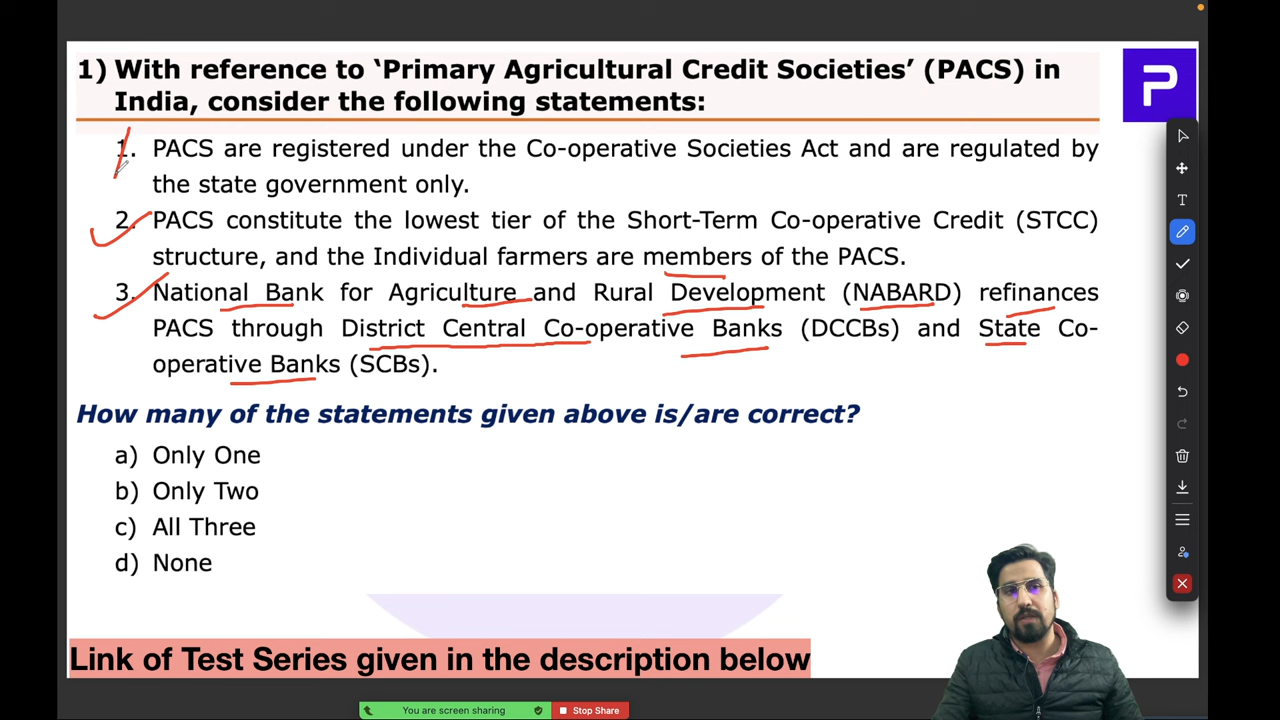 1) With reference to ‘Primary Agricultural Credit Societies’ (PACS) in
India, consider the following statements:
1. PACS are registered under the Co-operative Societies Act and are regulated by
the state government only.
2. PACS constitute the lowest tier of the Short-Term Co-operative Credit (STCC)
structure, and the Individual farmers are members of the PACS.
3. National Bank for Agriculture and Rural Development (NABARD) refinances
PACS through District Central Co-operative Banks (DCCBs) and State Co-
operative Banks (SCBs).
How many of the statements given above is/are correct?
a) Only One
b) Only Two
c) All Three
d) None
Link of Test Series given in the description below
You are screen sharing
Stop Share
P
T